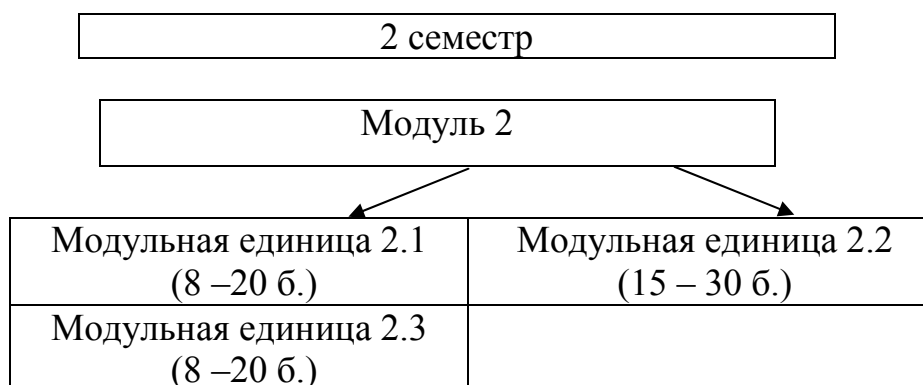 2 семестр
Модуль 2
Модульная единица 2.1
(8 –20 б.)
Модульная единица 2.2
(15 – 30 б.)
Модульная единица 2.3
(8 –20 б.)